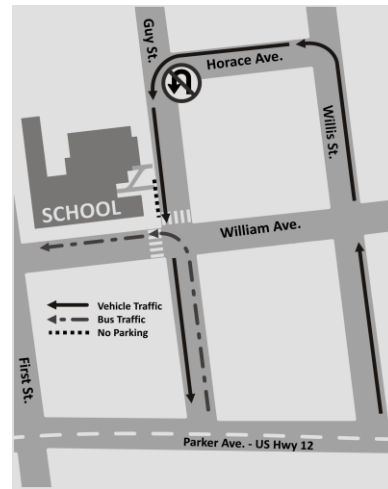 Guy St.
Horace Ave.
Willis St.
SCHOOL
William Ave.
Vehicle Traffic
Bus Traffic
No Parking
First St.
Parker Ave. - US Hwy 12